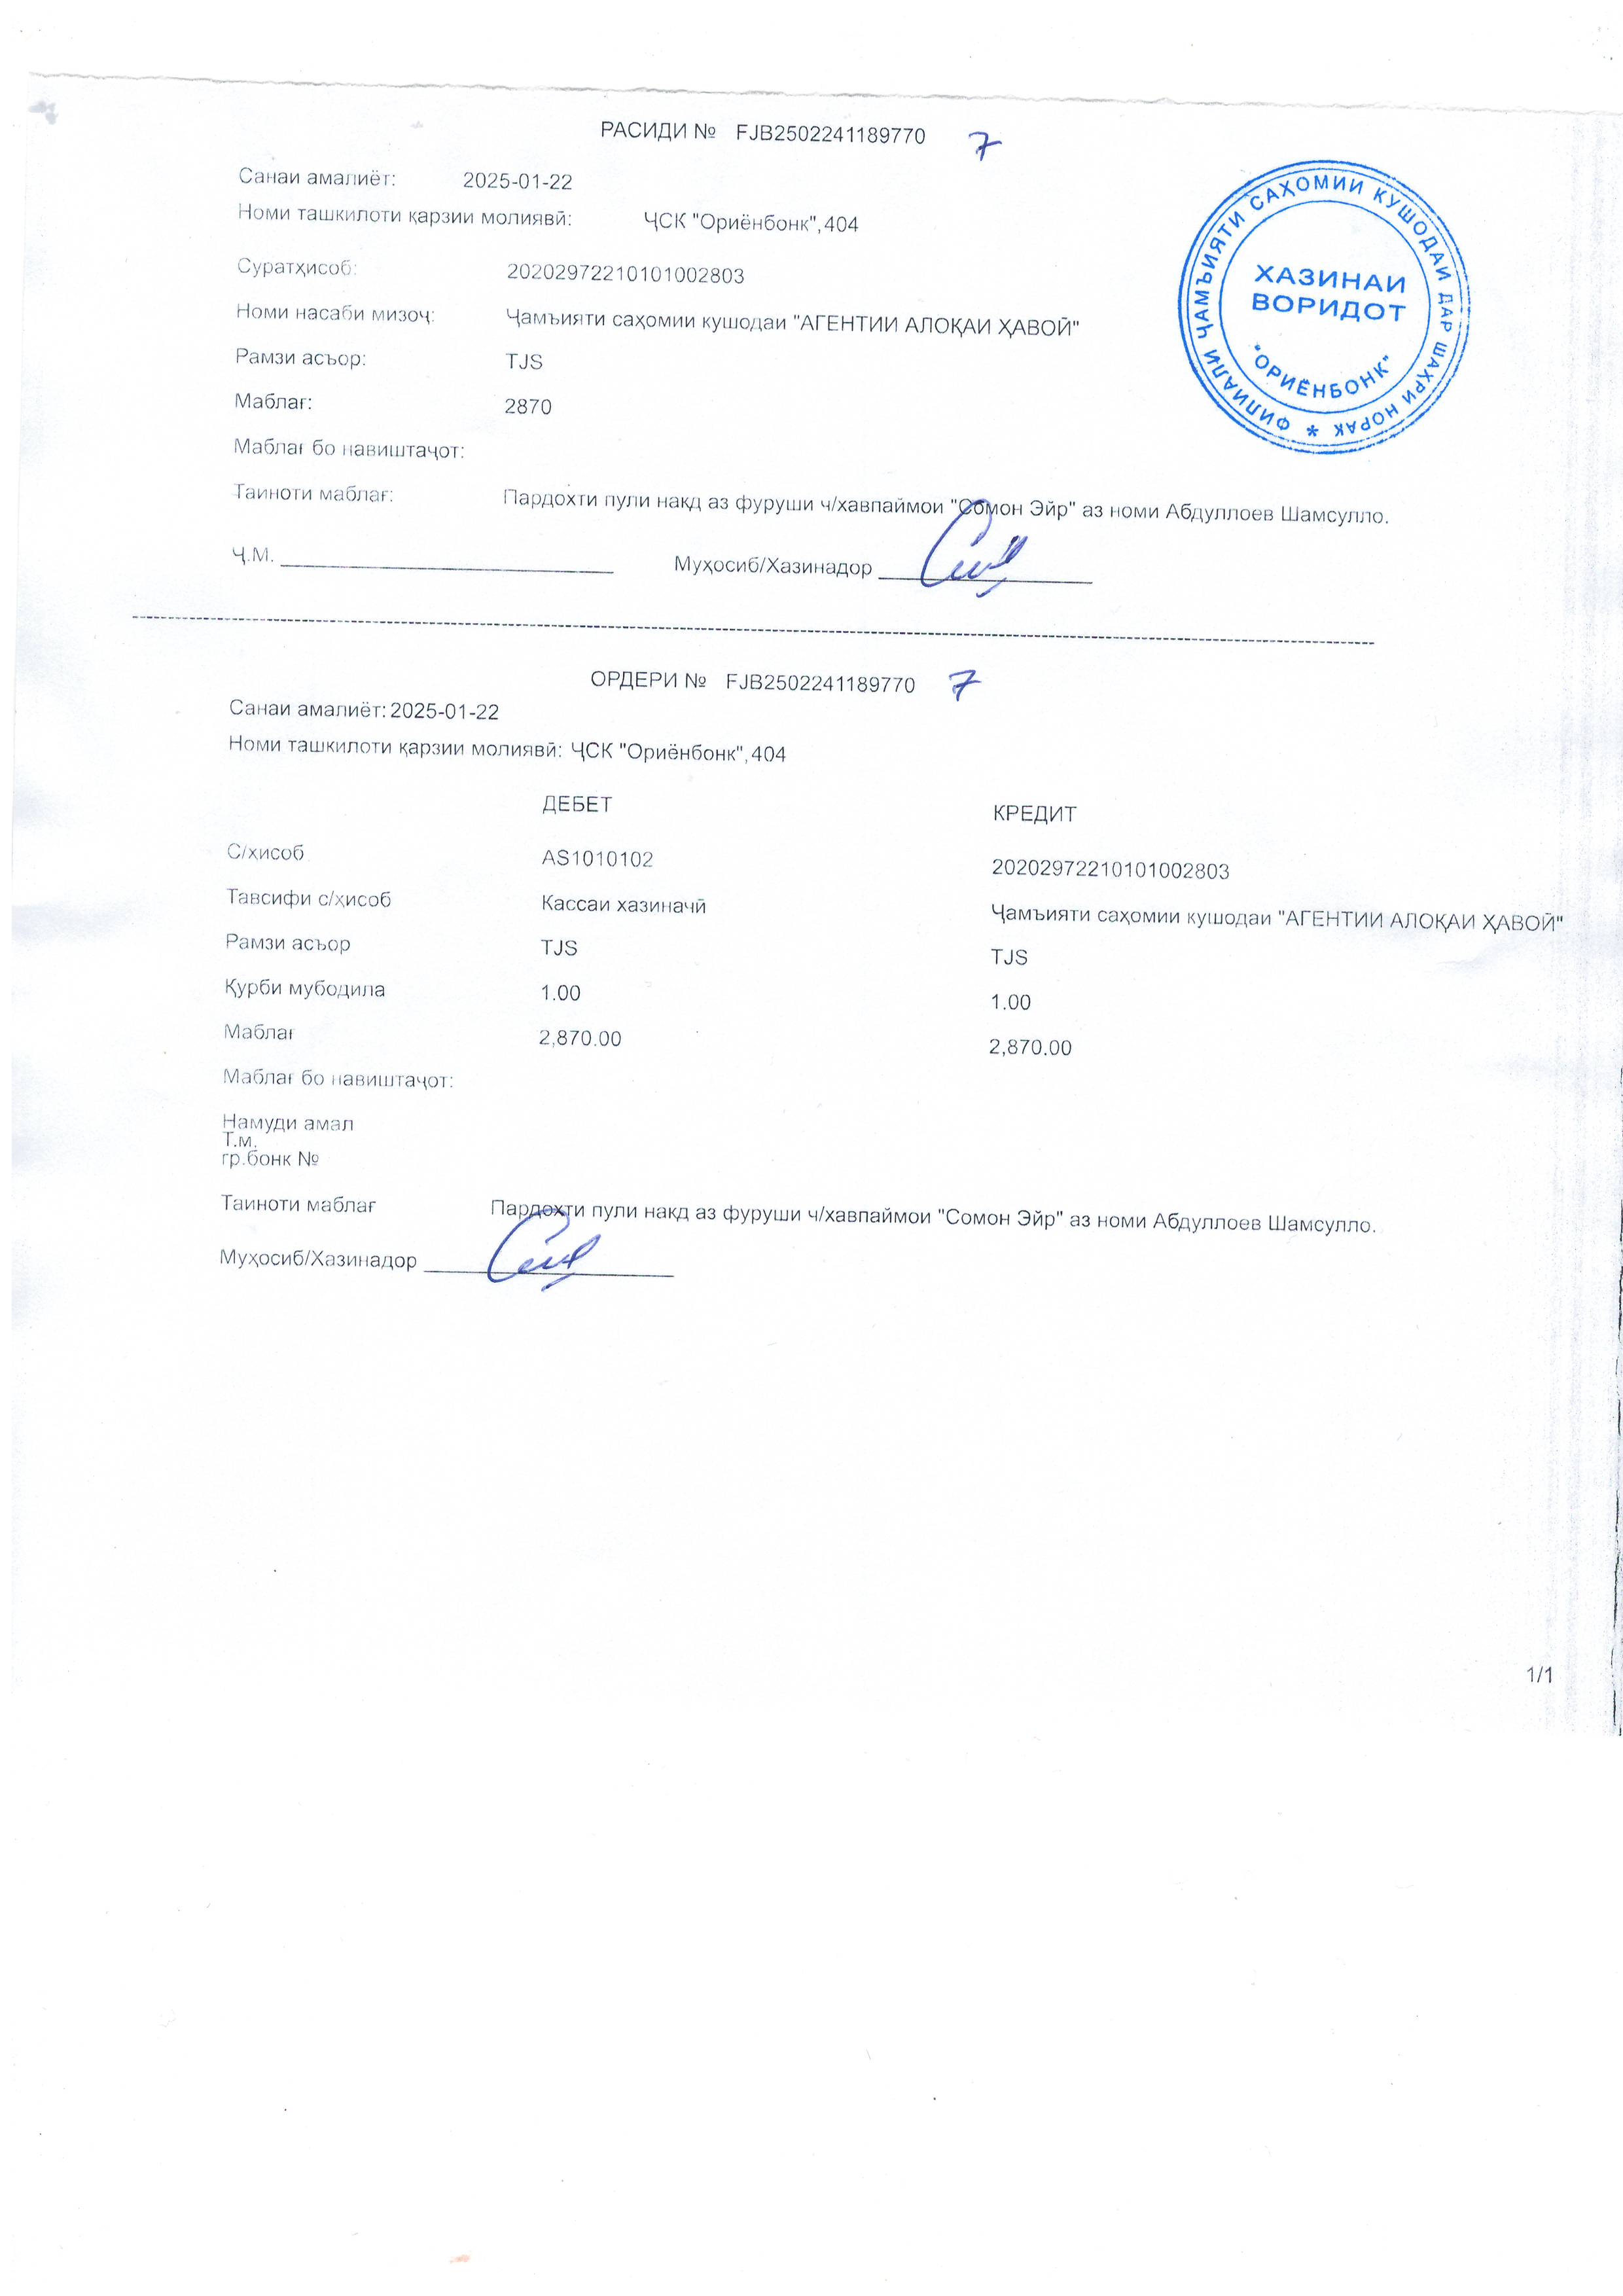 РАСИДИ № FJB2502241189770 7
Санаи амалиёт: 2025-01-22
Номи ташкилоти қарзии молиявӣ: ҶСК "Ориёнбонк",404
Суратҳисоб: 20202972210101002803
Номи насаби мизоҷ: Ҷамъияти саҳомии кушодаи "АГЕНТИИ АЛОҚАИ ҲАВОӢ"
Рамзи асъор: TJS
Маблағ: 2870
Маблағ бо навиштаҷот:
Таиноти маблағ: Пардохти пули нақд аз фуруши ч/хавпаймои "Сомон Эйр" аз номи Абдуллоев Шамсулло.
Ҷ.М. Муҳосиб/Хазинадор
ФИЛИАЛИ ҶАМЪИЯТИ САҲОМИИ КУШОДАИ ДАР ШАҲРИ НОРАК *
ХАЗИНАИ
ВОРИДОТ
"ОРИЁНБОНК"
ОРДЕРИ № FJB2502241189770 7
Санаи амалиёт: 2025-01-22
Номи ташкилоти қарзии молиявӣ: ҶСК "Ориёнбонк",404
ДЕБЕТ КРЕДИТ
С/ҳисоб AS1010102 20202972210101002803
Тавсифи с/ҳисоб Кассаи хазиначӣ Ҷамъияти саҳомии кушодаи "АГЕНТИИ АЛОҚАИ ҲАВОӢ"
Рамзи асъор TJS TJS
Қурби мубодила 1.00 1.00
Маблағ 2,870.00 2,870.00
Маблағ бо навиштаҷот:
Намуди амал
Т.м.
гр.бонк №
Таиноти маблағ Пардохти пули нақд аз фуруши ч/хавпаймои "Сомон Эйр" аз номи Абдуллоев Шамсулло.
Муҳосиб/Хазинадор
1/1